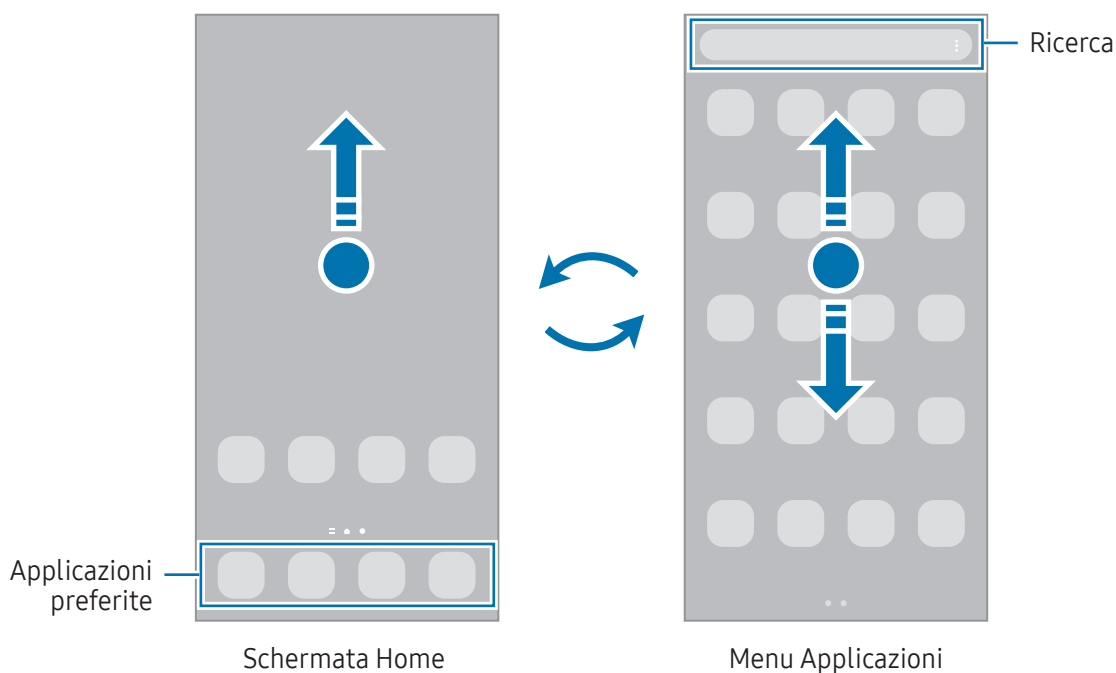 Ricerca
Applicazioni
preferite
Schermata Home
Menu Applicazioni